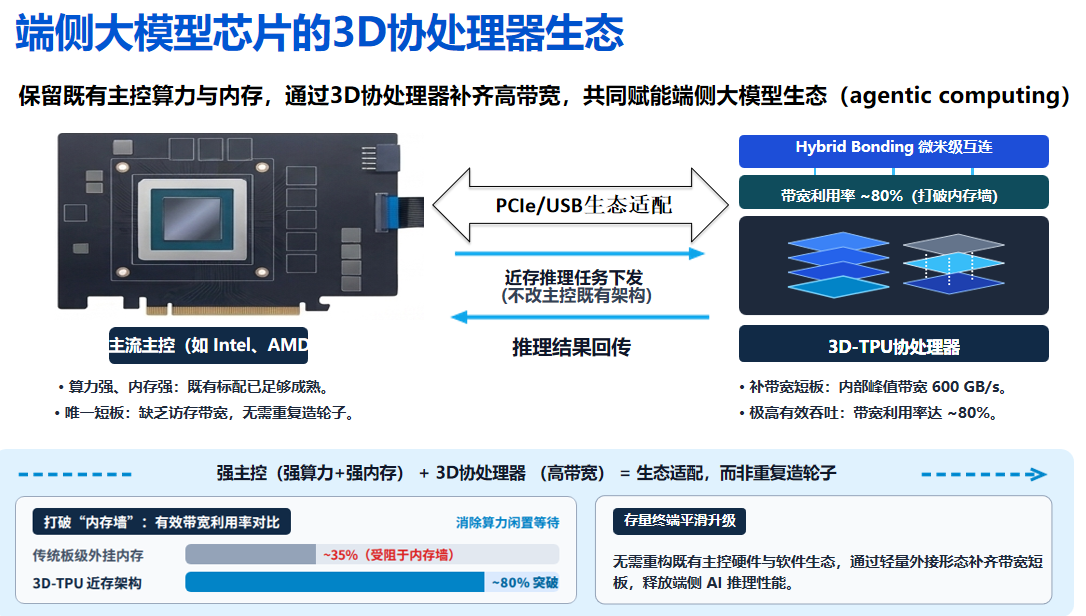 端侧大模型芯片的3D协处理器生态
保留既有主控算力与内存，通过3D协处理器补齐高带宽，共同赋能端侧大模型生态（agentic computing）
PCIe/USB生态适配
近存推理任务下发
(不改主控既有架构)
推理结果回传
Hybrid Bonding 微米级互连
带宽利用率 ~80%（打破内存墙）
主流主控（如 Intel、AMD
• 算力强、内存强：既有标配已足够成熟。
• 唯一短板：缺乏访存带宽，无需重复造轮子。
3D-TPU协处理器
• 补带宽短板：内部峰值带宽 600 GB/s。
• 极高有效吞吐：带宽利用率达 ~80%。
强主控（强算力+强内存） + 3D协处理器 （高带宽） = 生态适配，而非重复造轮子
打破“内存墙”：有效带宽利用率对比
消除算力闲置等待
传统板级外挂内存
~35%（受阻于内存墙）
3D-TPU 近存架构
~80% 突破
存量终端平滑升级
无需重构既有主控硬件与软件生态，通过轻量外接形态补齐带宽短
板，释放端侧 AI 推理性能。